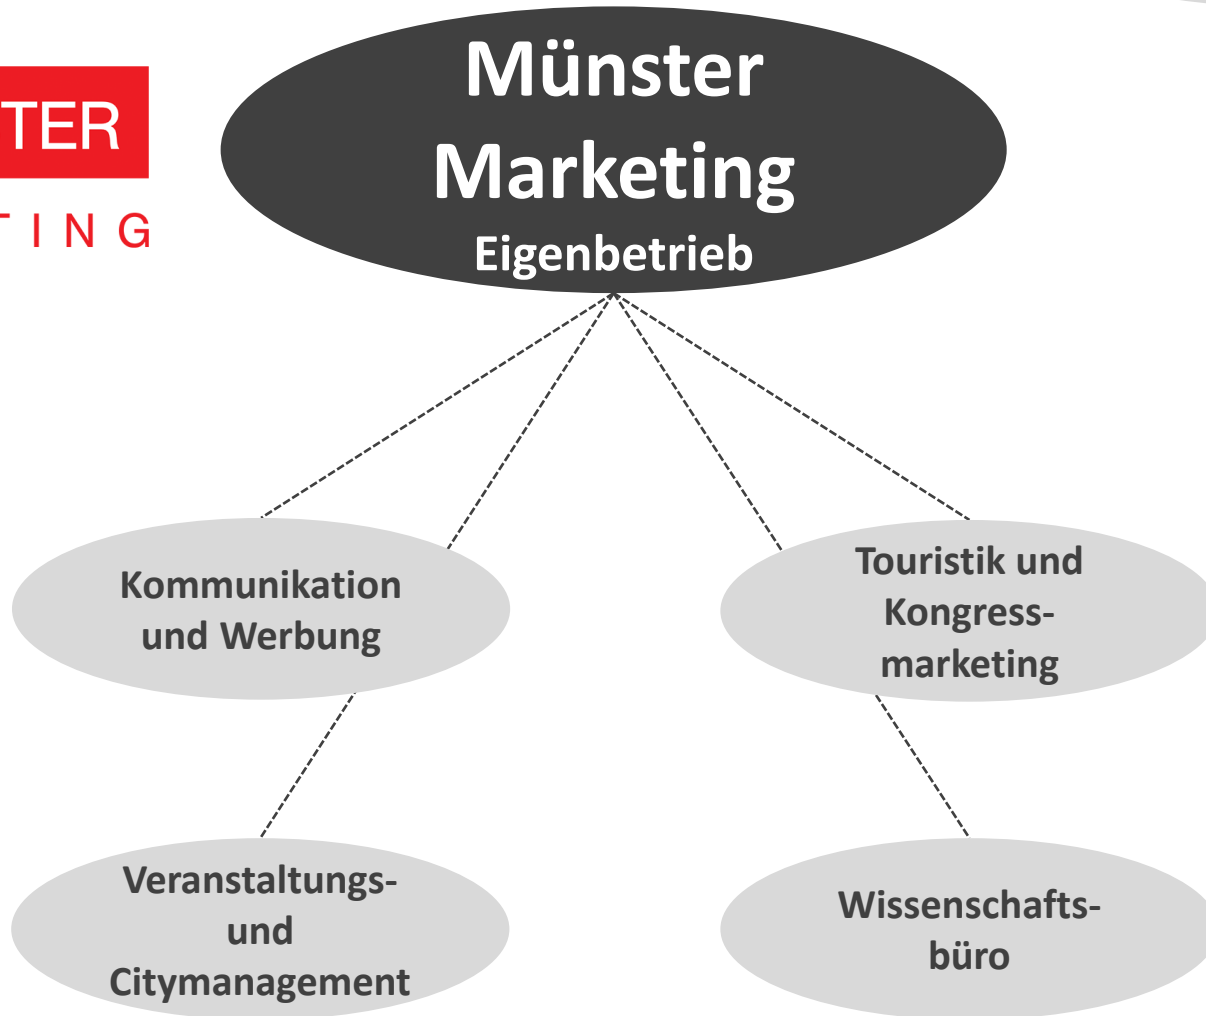 Münster
Marketing
Eigenbetrieb
TER
TING
Kommunikation
und Werbung
Touristik und
Kongress-
marketing
Veranstaltungs-
und
Citymanagement
Wissenschafts-
büro